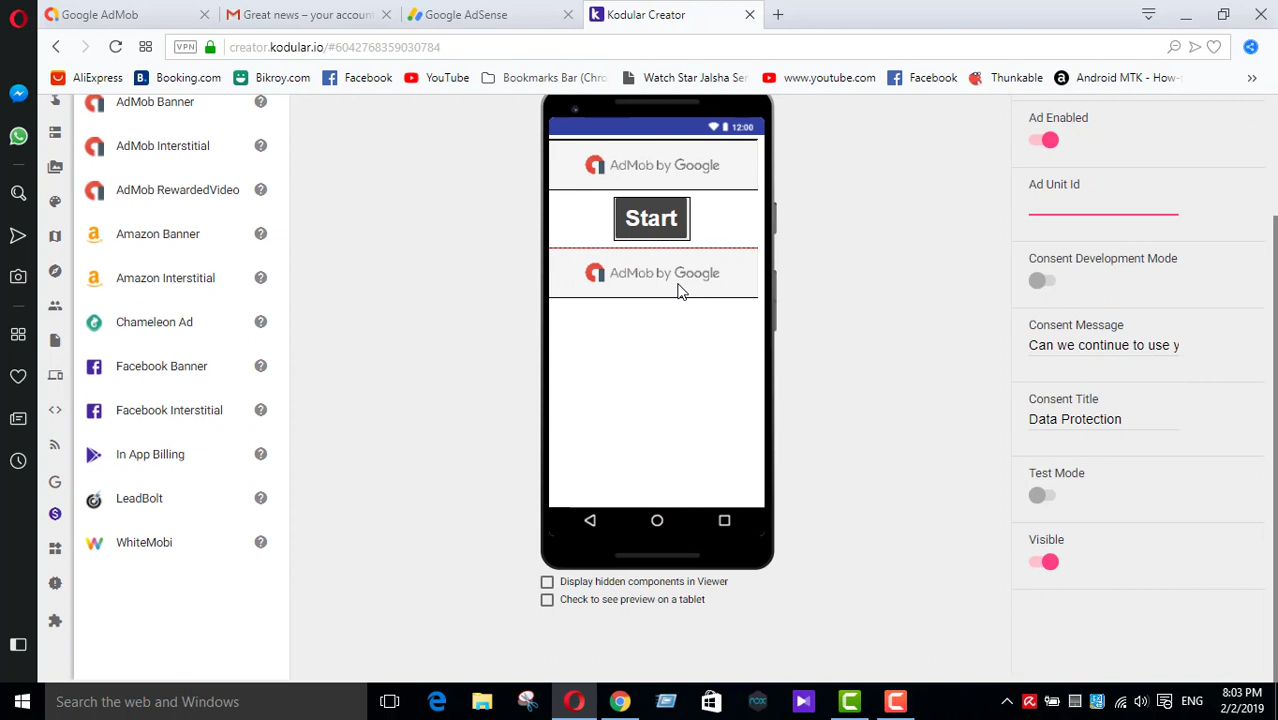 Google AdMob
Great news – your account
Google AdSense
Kodular Creator
VPN
creator.kodular.io/#6042768359030784
AliExpress
Booking.com
Bikroy.com
Facebook
YouTube
Bookmarks Bar (Chro
Watch Star Jalsha Ser
www.youtube.com
Facebook
Thunkable
Android MTK - How-
AdMob Banner
AdMob Interstitial
AdMob RewardedVideo
Amazon Banner
Amazon Interstitial
Chameleon Ad
Facebook Banner
Facebook Interstitial
In App Billing
LeadBolt
WhiteMobi
12:00
AdMob by Google
Start
AdMob by Google
Display hidden components in Viewer
Check to see preview on a tablet
Ad Enabled
Ad Unit Id
Consent Development Mode
Consent Message
Can we continue to use y
Consent Title
Data Protection
Test Mode
Visible
Search the web and Windows
ENG
8:03 PM
2/2/2019